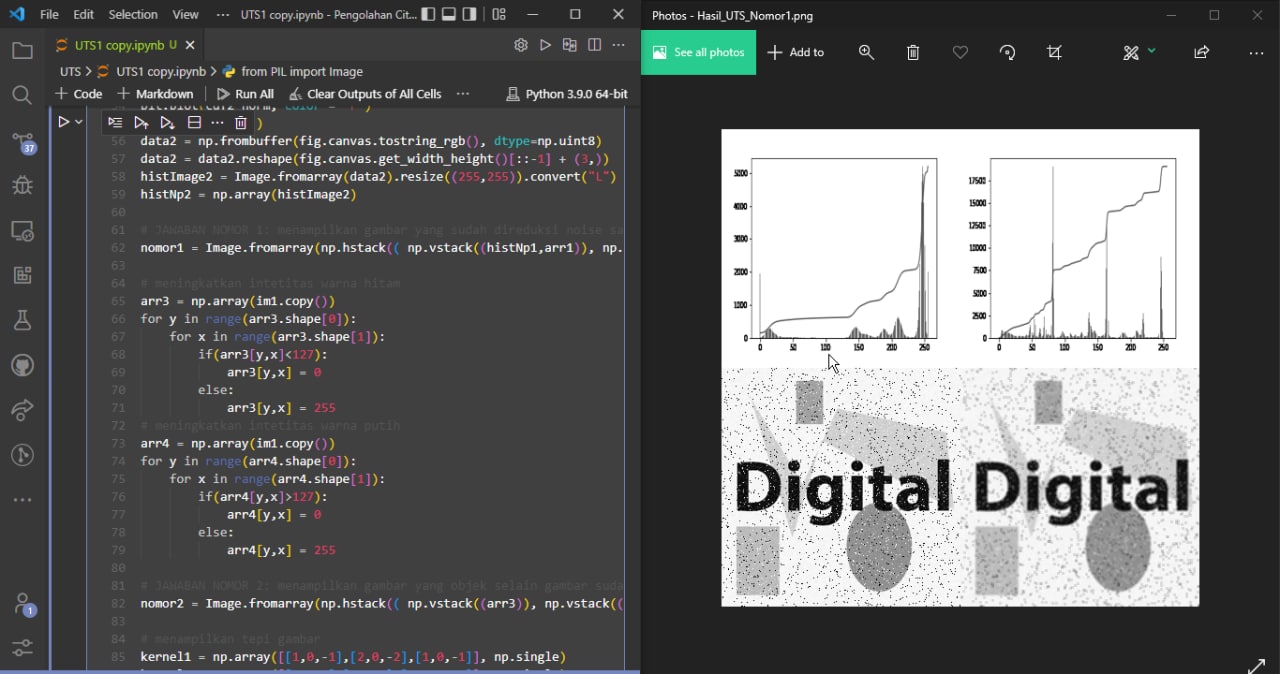 File Edit Selection View ··· UTS1 copy.ipynb - Pengolahan Cit...
UTS1 copy.ipynb U
UTS > UTS1 copy.ipynb > from PIL import Image
+ Code + Markdown Run All Clear Outputs of All Cells ··· Python 3.9.0 64-bit
56 data2 = np.frombuffer(fig.canvas.tostring_rgb(), dtype=np.uint8)
57 data2 = data2.reshape(fig.canvas.get_width_height()[::-1] + (3,))
58 histImage2 = Image.fromarray(data2).resize((255,255)).convert("L")
59 histNp2 = np.array(histImage2)
60
61 # JAWABAN NOMOR 1: menampilkan gambar yang sudah direduksi noise sa
62 nomor1 = Image.fromarray(np.hstack(( np.vstack((histNp1,arr1)), np.
63
64 # meningkatkan intetitas warna hitam
65 arr3 = np.array(im1.copy())
66 for y in range(arr3.shape[0]):
67 for x in range(arr3.shape[1]):
68 if(arr3[y,x]<127):
69 arr3[y,x] = 0
70 else:
71 arr3[y,x] = 255
72 # meningkatkan intetitas warna putih
73 arr4 = np.array(im1.copy())
74 for y in range(arr4.shape[0]):
75 for x in range(arr4.shape[1]):
76 if(arr4[y,x]>127):
77 arr4[y,x] = 0
78 else:
79 arr4[y,x] = 255
80
81 # JAWABAN NOMOR 2: menampilkan gambar yang objek selain gambar suda
82 nomor2 = Image.fromarray(np.hstack(( np.vstack((arr3)), np.vstack((
83
84 # menampilkan tepi gambar
85 kernel1 = np.array([[1,0,-1],[2,0,-2],[1,0,-1]], np.single)
37
1
Photos - Hasil_UTS_Nomor1.png
See all photos + Add to
5000
4000
3000
2000
1000
0
0 50 100 150 200 250
17500
15000
12500
10000
7500
5000
2500
0
0 50 100 150 200 250
Digital Digital